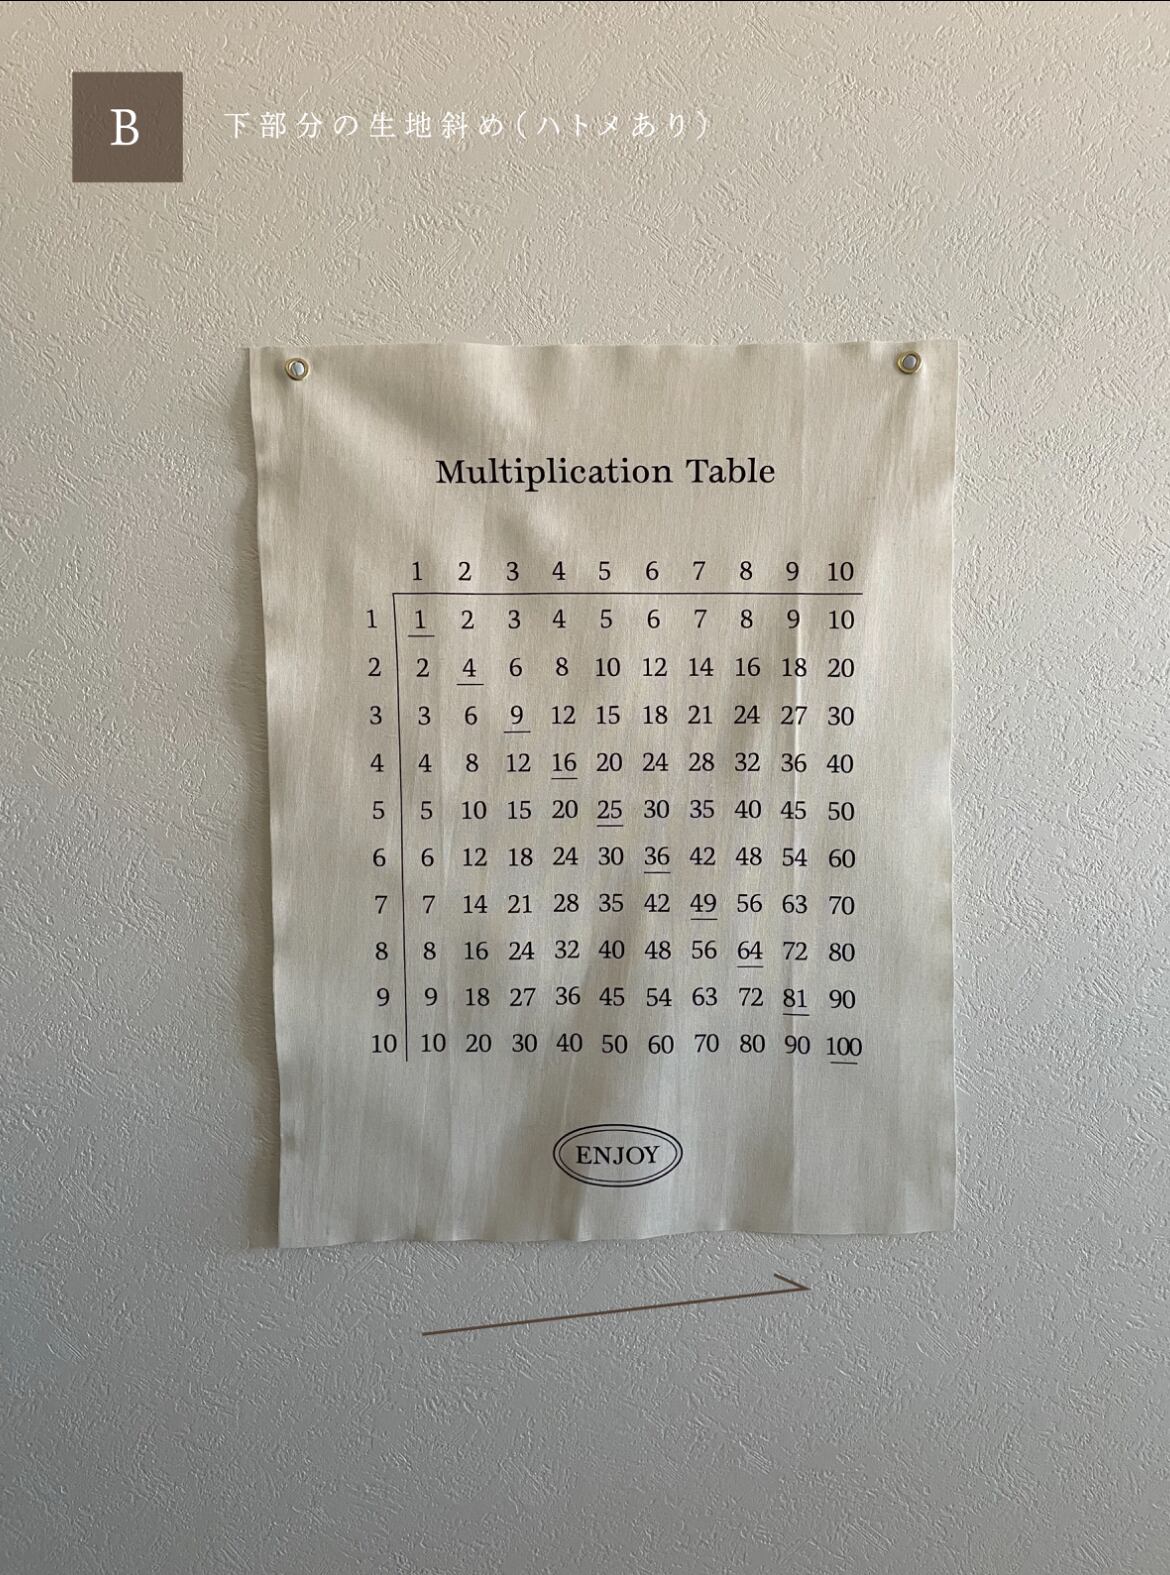 B
下部分の生地斜め(ハトメあり)
Multiplication Table
1 2 3 4 5 6 7 8 9 10
1 1 2 3 4 5 6 7 8 9 10
2 2 4 6 8 10 12 14 16 18 20
3 3 6 9 12 15 18 21 24 27 30
4 4 8 12 16 20 24 28 32 36 40
5 5 10 15 20 25 30 35 40 45 50
6 6 12 18 24 30 36 42 48 54 60
7 7 14 21 28 35 42 49 56 63 70
8 8 16 24 32 40 48 56 64 72 80
9 9 18 27 36 45 54 63 72 81 90
10 10 20 30 40 50 60 70 80 90 100
ENJOY